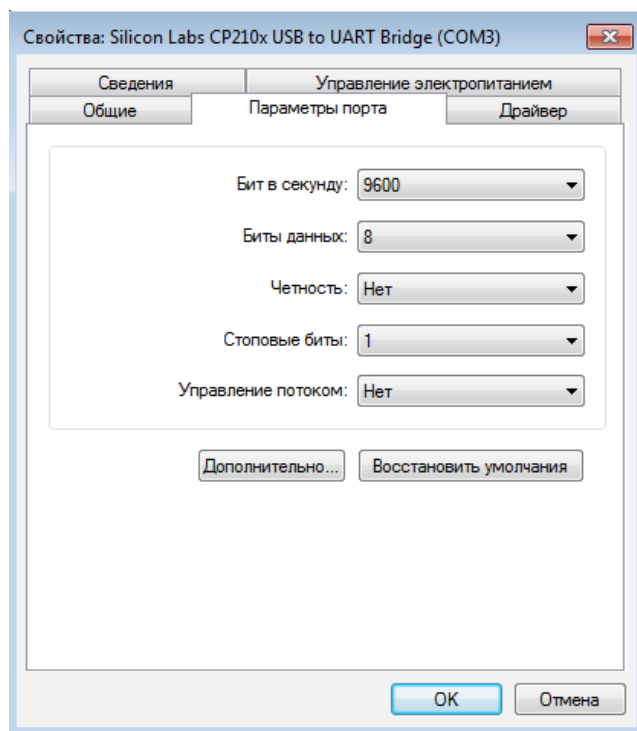 Свойства: Silicon Labs CP210x USB to UART Bridge (COM3)
Сведения
Управление электропитанием
Общие
Параметры порта
Драйвер
Бит в секунду: 9600
Биты данных: 8
Четность: Нет
Стоповые биты: 1
Управление потоком: Нет
Дополнительно...
Восстановить умолчания
OK
Отмена